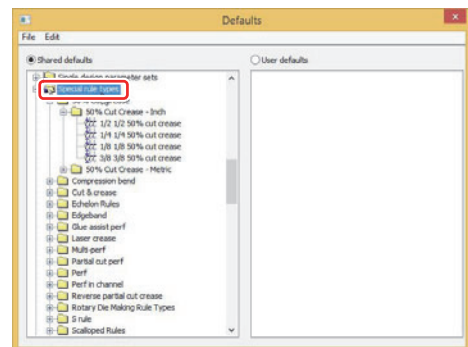 Defaults
File Edit
Shared defaults
User defaults
Single design parameter sets
Special rule types
50% Cut Crease - Inch
1/2 1/2 50% cut crease
1/4 1/4 50% cut crease
1/8 1/8 50% cut crease
3/8 3/8 50% cut crease
50% Cut Crease - Metric
Compression bend
Cut & crease
Echelon Rules
Edgeband
Glue assist perf
Laser crease
Multi-perf
Partial cut perf
Perf
Perf in channel
Reverse partial cut crease
Rotary Die Making Rule Types
S rule
Scalloped Rules